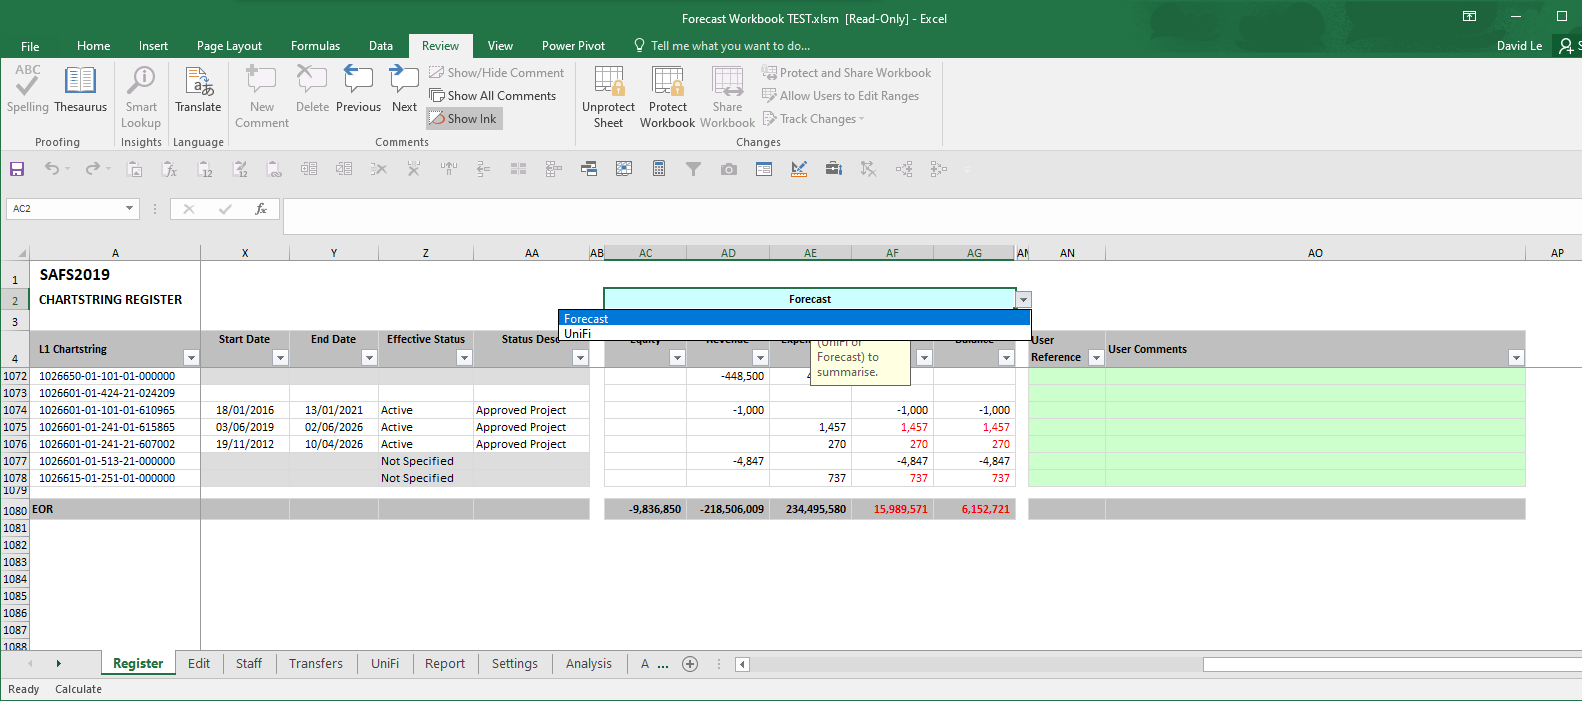 Forecast Workbook TEST.xlsm  [Read-Only] - Excel
File Home Insert Page Layout Formulas Data Review View Power Pivot Tell me what you want to do... David Le
ABC
Spelling Thesaurus Smart Lookup Translate New Comment Delete Previous Next
Show/Hide Comment
Show All Comments
Show Ink
Unprotect Sheet Protect Workbook Share Workbook
Protect and Share Workbook
Allow Users to Edit Ranges
Track Changes
Proofing Insights Language Comments Changes
AC2 fx
A X Y Z AA AB AC AD AE AF AG AN AO AP
1 SAFS2019
2 CHARTSTRING REGISTER Forecast
3 Forecast
UniFi
4 L1 Chartstring Start Date End Date Effective Status Status Desc User Reference User Comments
(UniFi or
Forecast) to
summarise.
1072 1026650-01-101-01-000000 -448,500
1073 1026601-01-424-21-024209
1074 1026601-01-101-01-610965 18/01/2016 13/01/2021 Active Approved Project -1,000 -1,000 -1,000
1075 1026601-01-241-01-615865 03/06/2019 02/06/2026 Active Approved Project 1,457 1,457 1,457
1076 1026601-01-241-21-607002 19/11/2012 10/04/2026 Active Approved Project 270 270 270
1077 1026601-01-513-21-000000 Not Specified -4,847 -4,847 -4,847
1078 1026615-01-251-01-000000 Not Specified 737 737 737
1079
1080 EOR -9,836,850 -218,506,009 234,495,580 15,989,571 6,152,721
1081
1082
1083
1084
1085
1086
1087
1088
Register Edit Staff Transfers UniFi Report Settings Analysis A ...
Ready Calculate